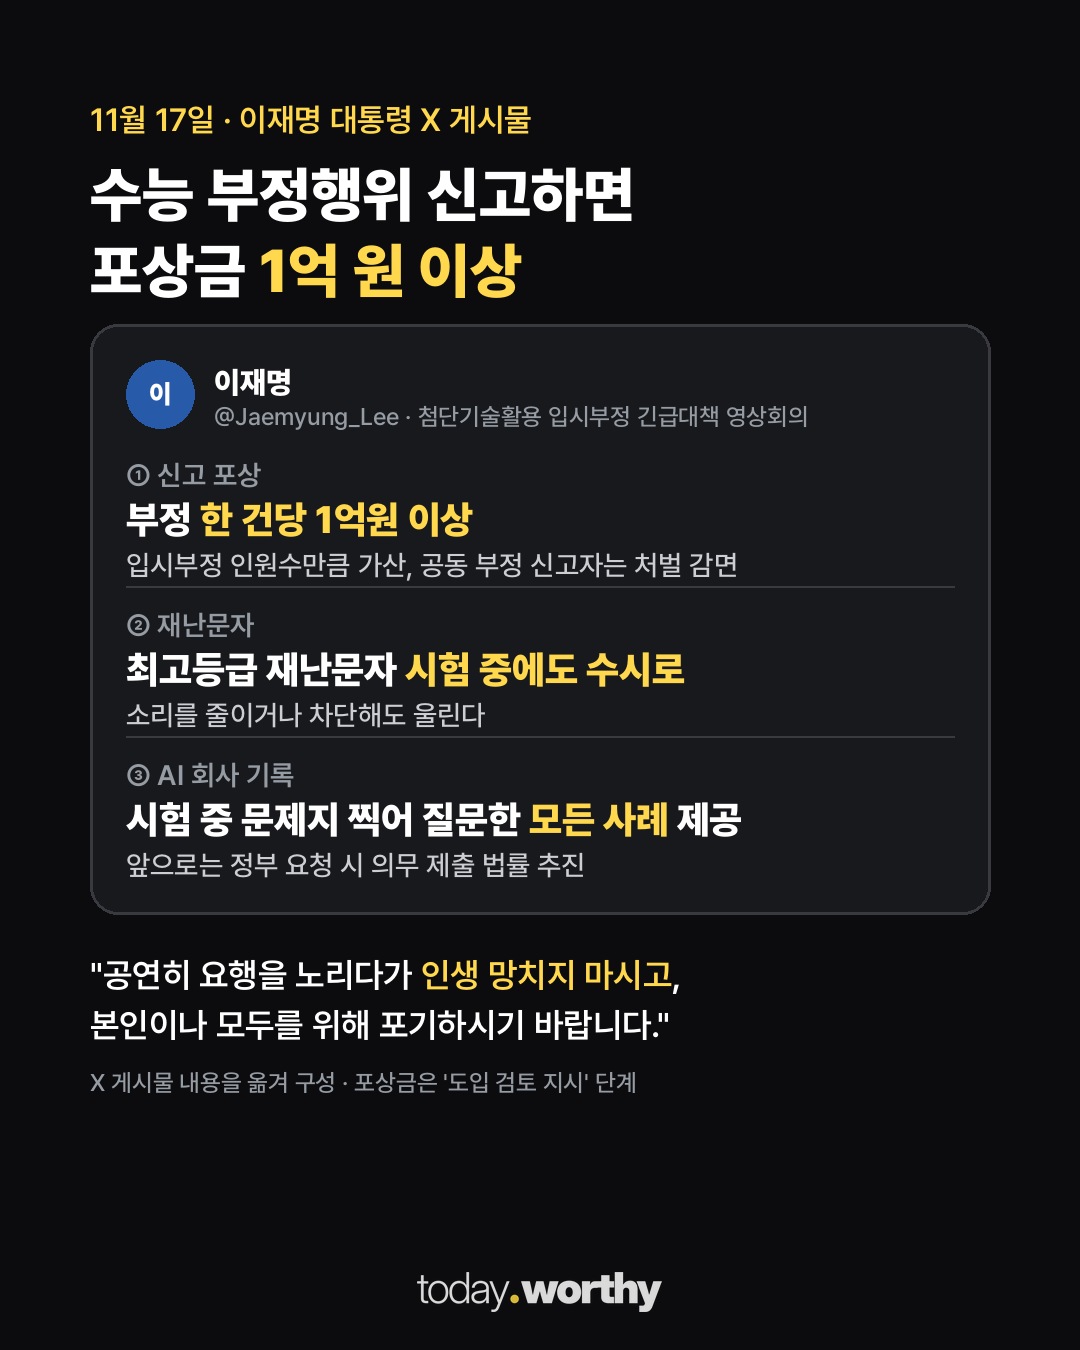 11월 17일 · 이재명 대통령 X 게시물
수능 부정행위 신고하면
포상금 1억 원 이상
이
이재명
@Jaemyung_Lee · 첨단기술활용 입시부정 긴급대책 영상회의
① 신고 포상
부정 한 건당 1억원 이상
입시부정 인원수만큼 가산, 공동 부정 신고자는 처벌 감면
② 재난문자
최고등급 재난문자 시험 중에도 수시로
소리를 줄이거나 차단해도 울린다
③ AI 회사 기록
시험 중 문제지 찍어 질문한 모든 사례 제공
앞으로는 정부 요청 시 의무 제출 법률 추진
"공연히 요행을 노리다가 인생 망치지 마시고,
본인이나 모두를 위해 포기하시기 바랍니다."
X 게시물 내용을 옮겨 구성 · 포상금은 '도입 검토 지시' 단계
today.worthy